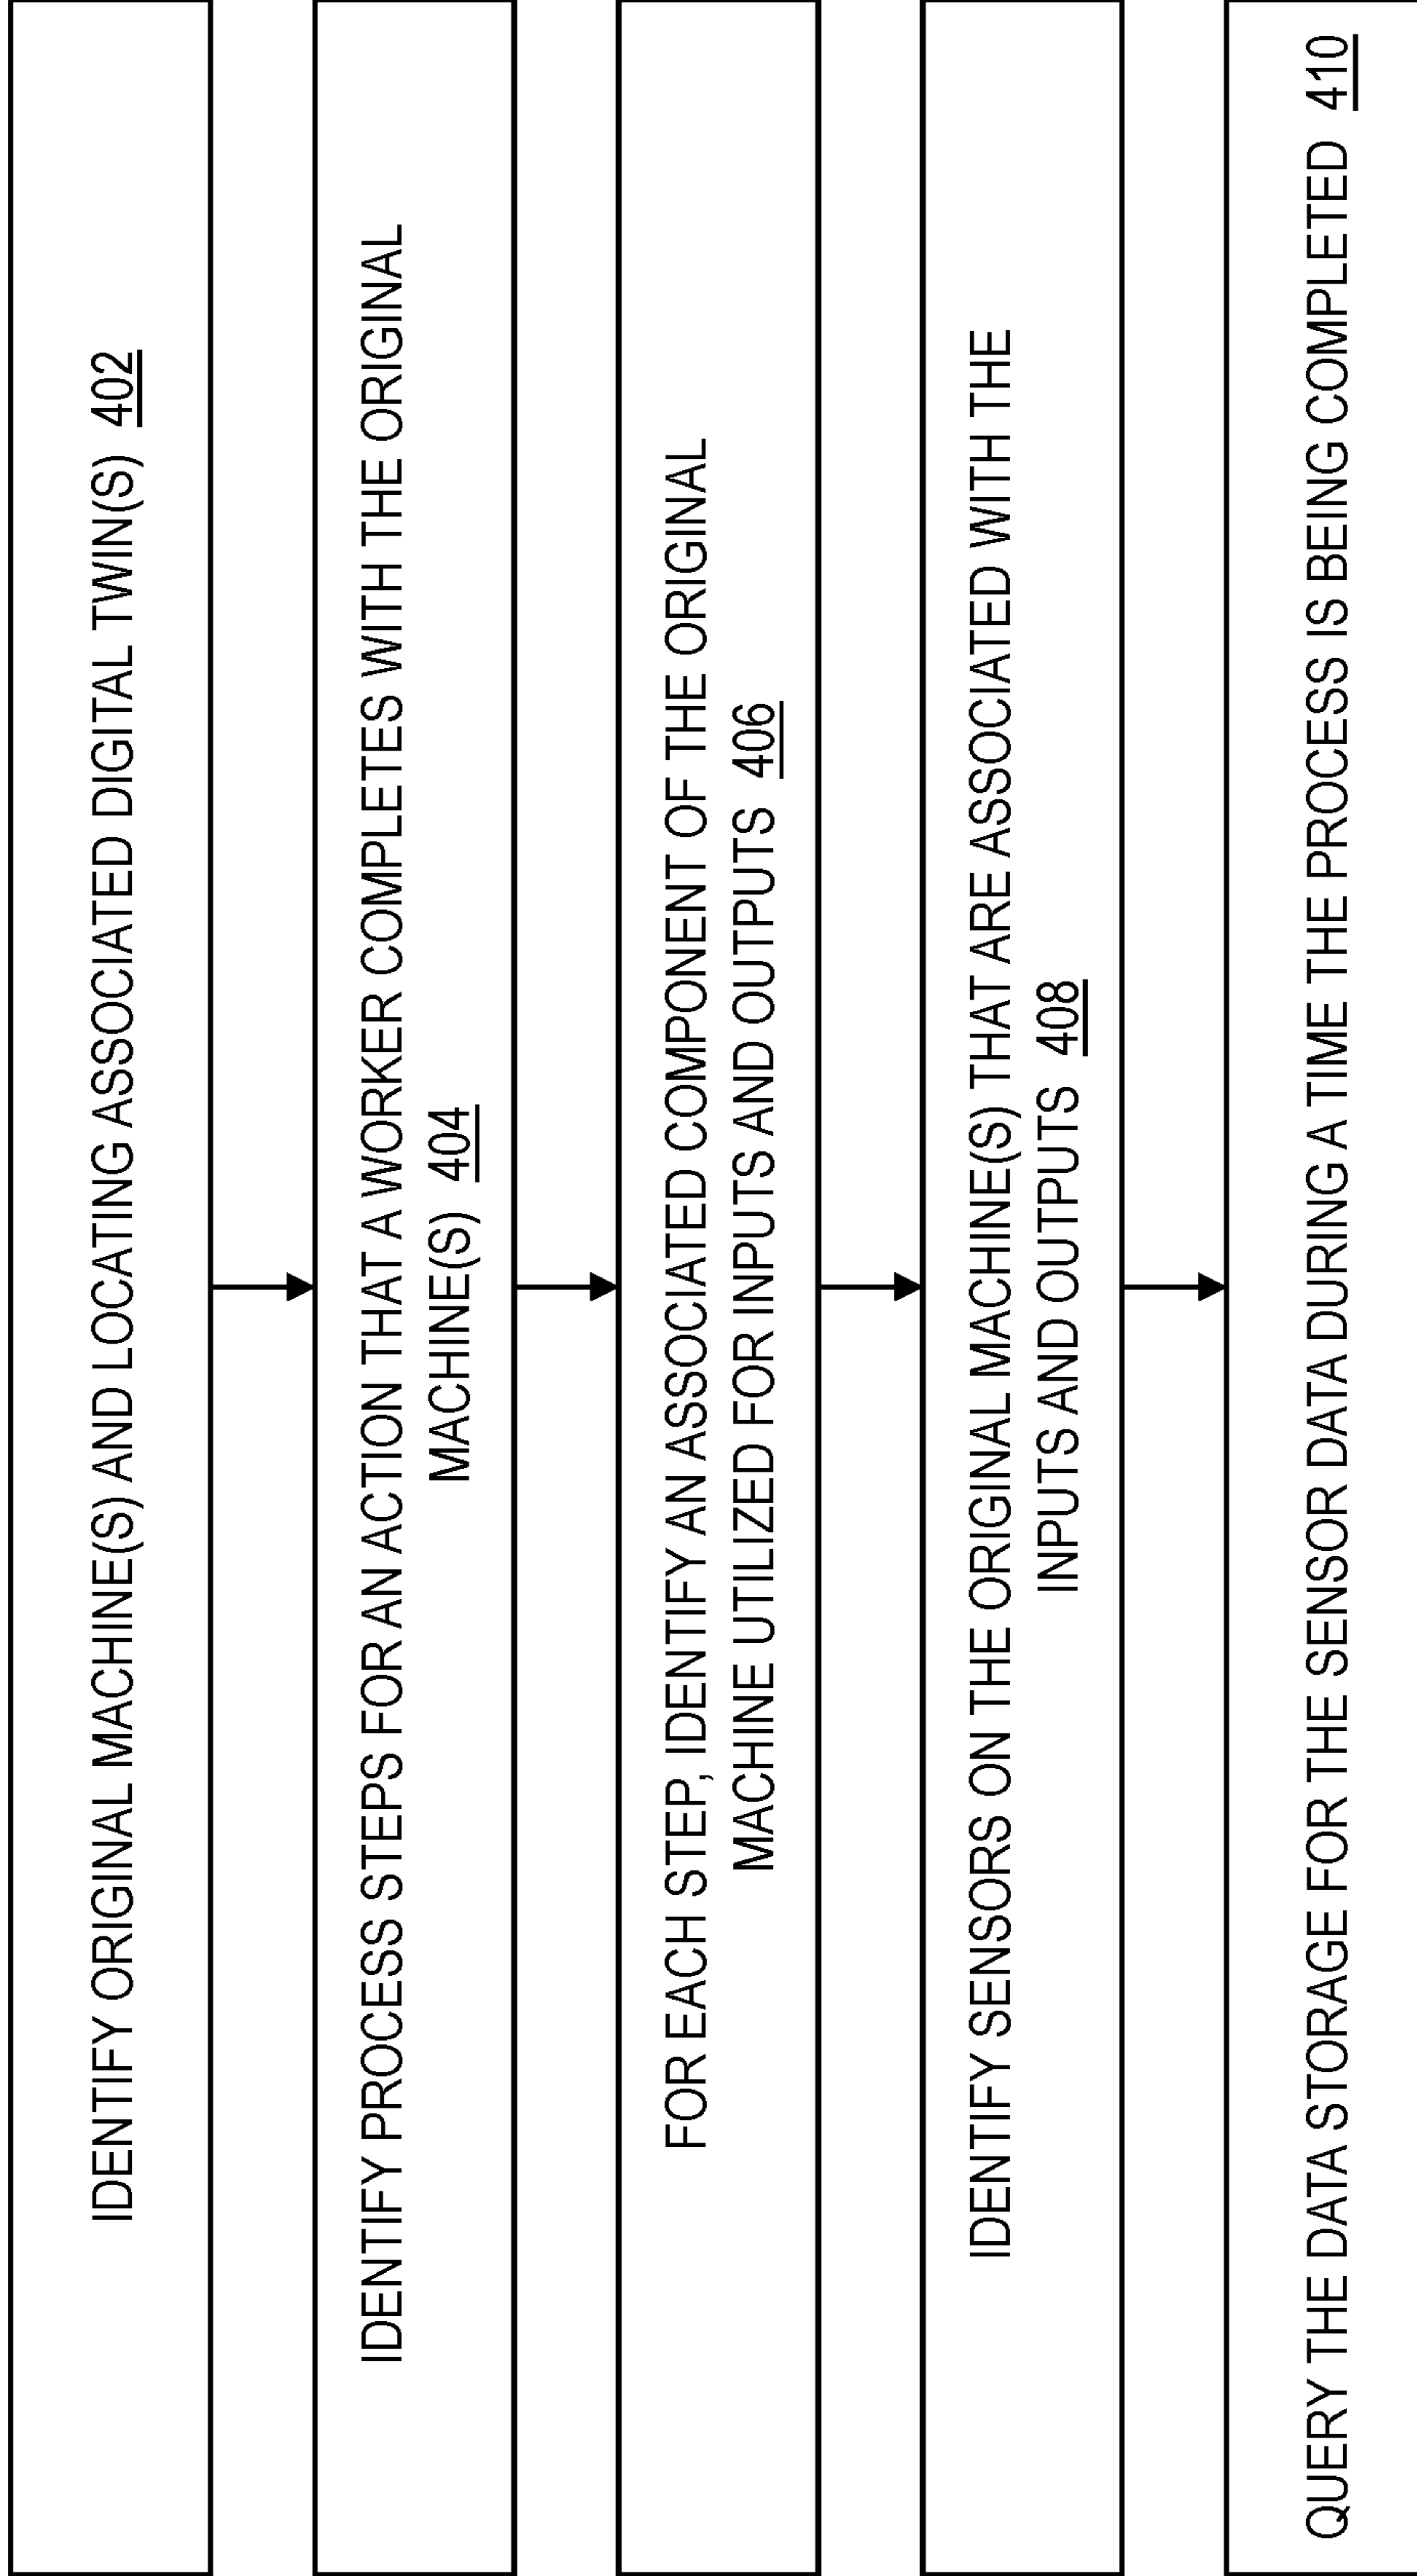 IDENTIFY ORIGINAL MACHINE(S) AND LOCATING ASSOCIATED DIGITAL TWIN(S) 402
IDENTIFY PROCESS STEPS FOR AN ACTION THAT A WORKER COMPLETES WITH THE ORIGINAL
MACHINE(S) 404
FOR EACH STEP, IDENTIFY AN ASSOCIATED COMPONENT OF THE ORIGINAL
MACHINE UTILIZED FOR INPUTS AND OUTPUTS 406
IDENTIFY SENSORS ON THE ORIGINAL MACHINE(S) THAT ARE ASSOCIATED WITH THE
INPUTS AND OUTPUTS 408
QUERY THE DATA STORAGE FOR THE SENSOR DATA DURING A TIME THE PROCESS IS BEING COMPLETED 410